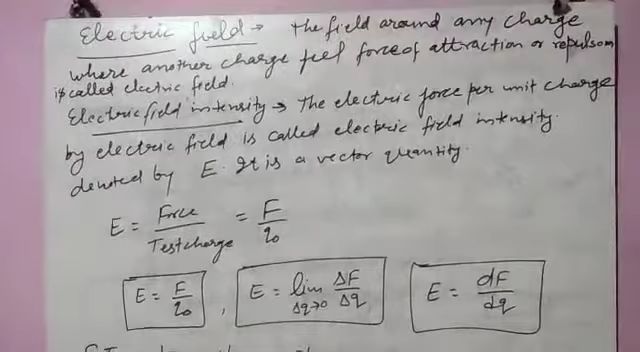 Electric field → The field around any charge
where another charge feel force of attraction or repulsion
is called electric field.
Electric field intensity → The electric force per unit charge
by electric field is called electric field intensity.
denoted by E. It is a vector quantity.
E = Force / Test charge = F / q₀
E = F / q₀ , E = lim Δq→0 ΔF / Δq E = dF / dq